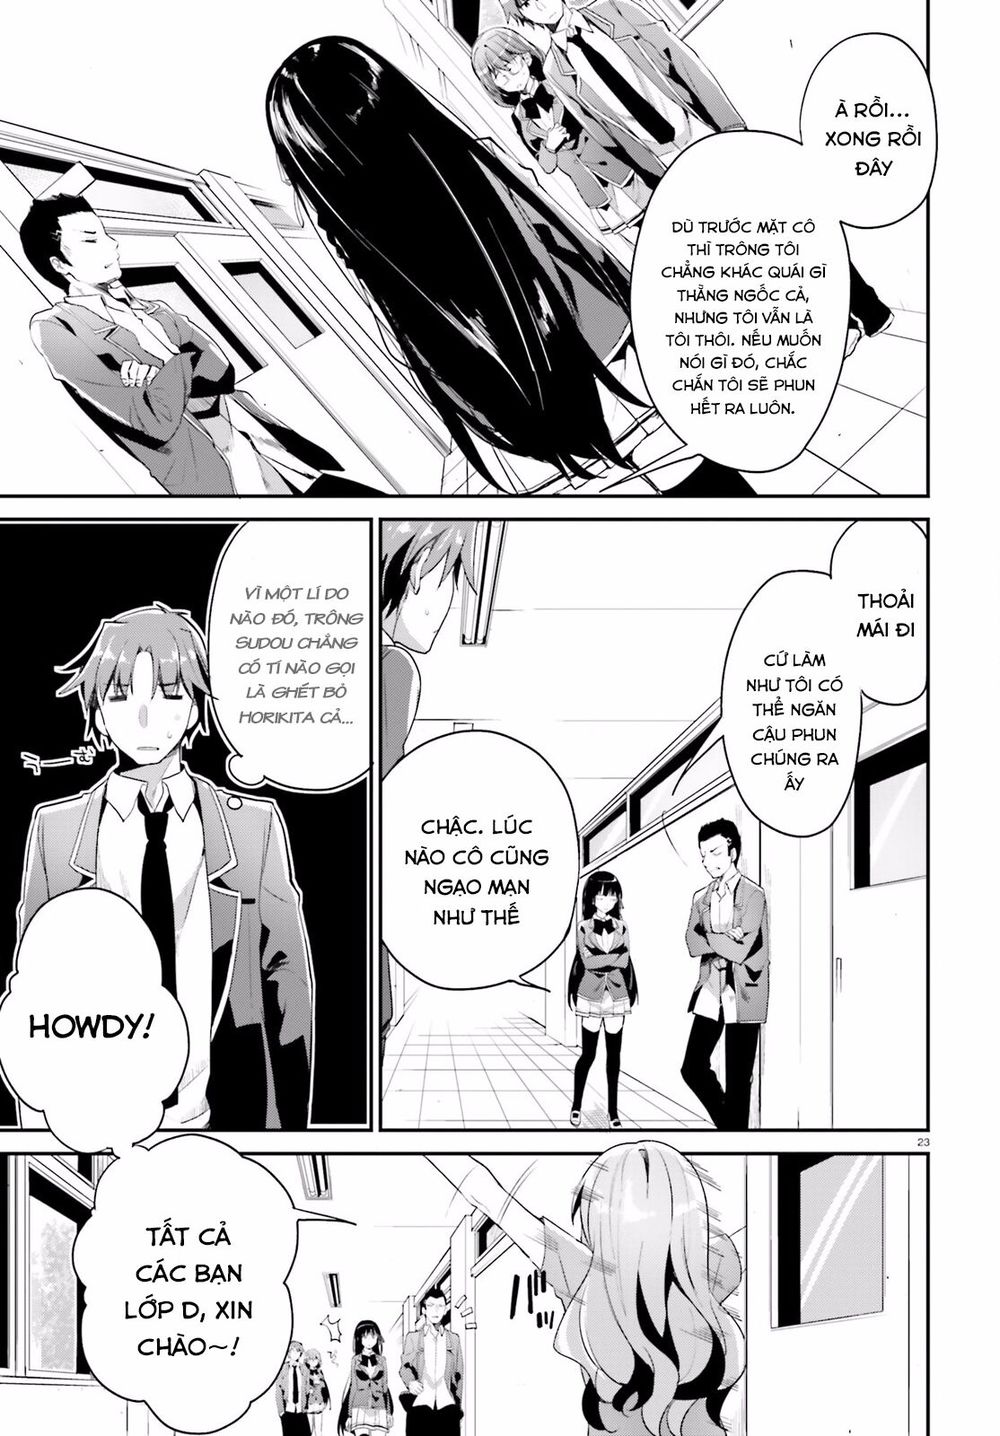 À RỒI...
XONG RỒI
ĐÂY
DÙ TRƯỚC MẶT CÔ
THÌ TRÔNG TÔI
CHẲNG KHÁC QUÁI GÌ
THẰNG NGỐC CẢ,
NHƯNG TÔI VẪN LÀ
TÔI THÔI. NẾU MUỐN
NÓI GÌ ĐÓ, CHẮC
CHẮN TÔI SẼ PHUN
HẾT RA LUÔN.
THOẢI
MÁI ĐI
CỨ LÀM
NHƯ TÔI CÓ
THỂ NGĂN
CẬU PHUN
CHÚNG RA
ẤY
CHẬC. LÚC
NÀO CÔ CŨNG
NGẠO MẠN
NHƯ THẾ
VÌ MỘT LÍ DO
NÀO ĐÓ, TRÔNG
SUDOU CHẲNG
CÓ TÍ NÀO GỌI
LÀ GHÉT BỎ
HORIKITA CẢ...
うーむ
HOWDY!
23
TẤT CẢ
CÁC BẠN
LỚP D, XIN
CHÀO~!